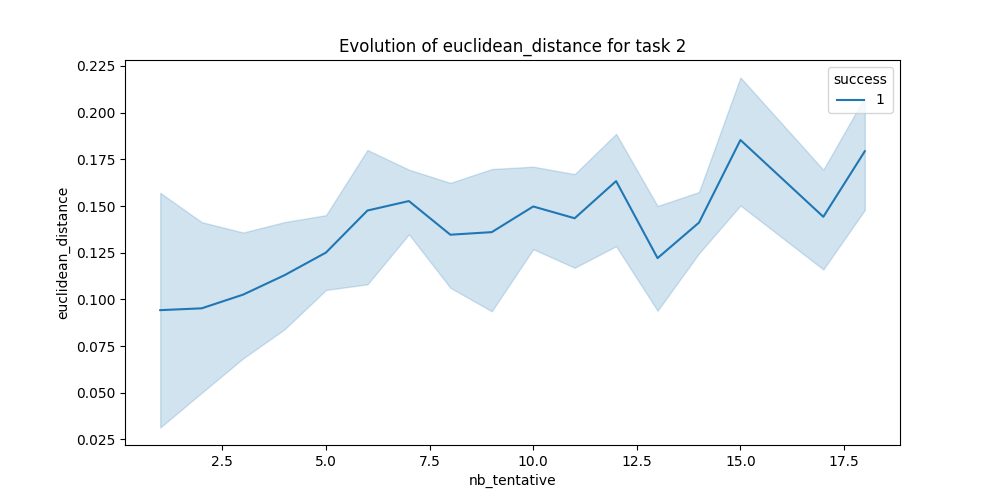 Evolution of euclidean_distance for task 2
success
1
euclidean_distance
0.225
0.200
0.175
0.150
0.125
0.100
0.075
0.050
0.025
2.5 5.0 7.5 10.0 12.5 15.0 17.5
nb_tentative